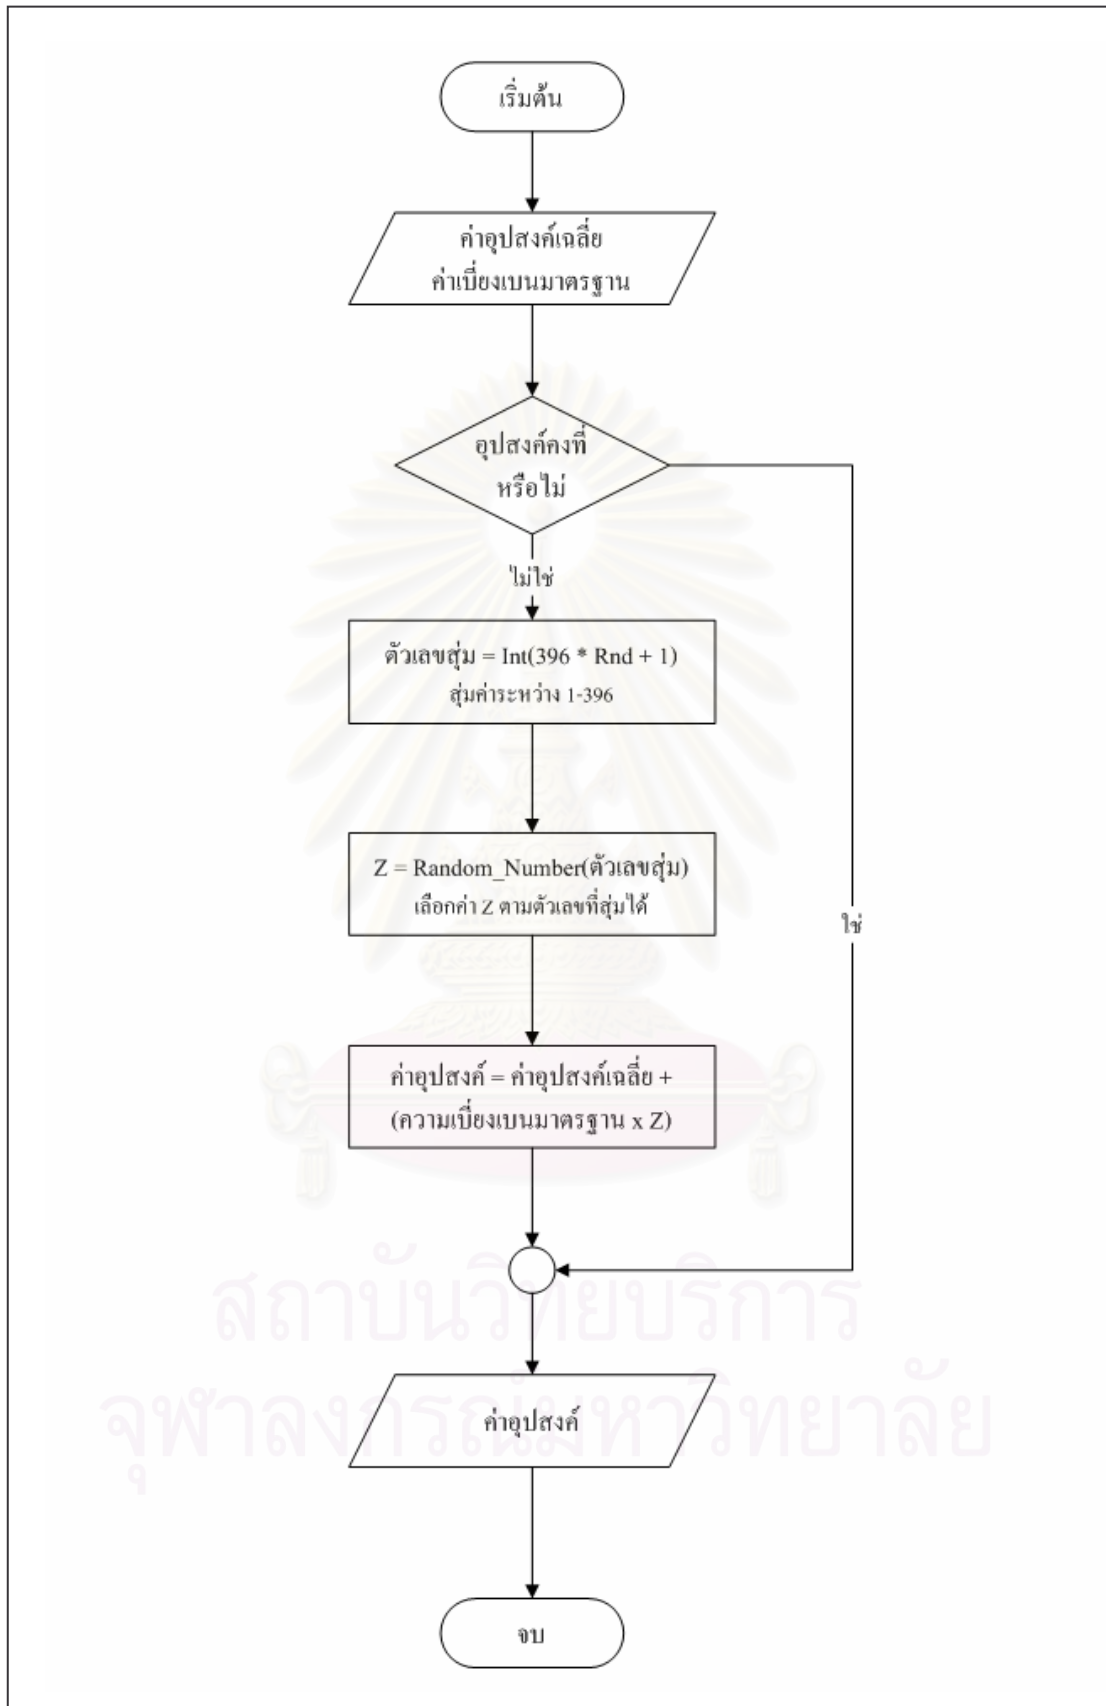 เริ่มต้น
ค่าอุปสงค์เฉลี่ย
ค่าเบี่ยงเบนมาตรฐาน
อุปสงค์คงที่
หรือไม่
ไม่ใช่
ตัวเลขสุ่ม = Int(396 * Rnd + 1)
สุ่มค่าระหว่าง 1-396
Z = Random_Number(ตัวเลขสุ่ม)
เลือกค่า Z ตามตัวเลขที่สุ่มได้
ใช่
ค่าอุปสงค์ = ค่าอุปสงค์เฉลี่ย +
(ความเบี่ยงเบนมาตรฐาน x Z)
สถาบันวิทยบริการ
จุฬาลงกรณ์มหาวิทยาลัย
ค่าอุปสงค์
จบ